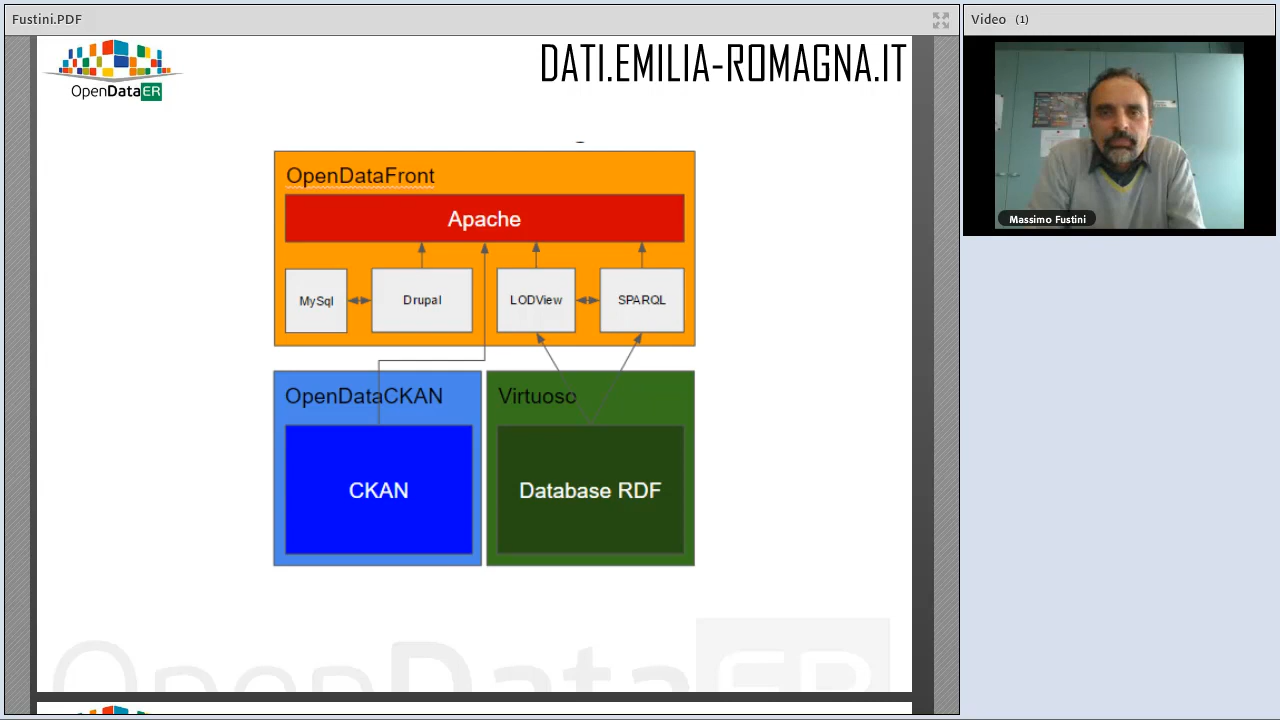 Fustini.PDF
Video (1)
OpenDataER
DATI.EMILIA-ROMAGNA.IT
OpenDataFront
Apache
MySql
Drupal
LODView
SPARQL
OpenDataCKAN
Virtuoso
CKAN
Database RDF
OpenDataER
Massimo Fustini